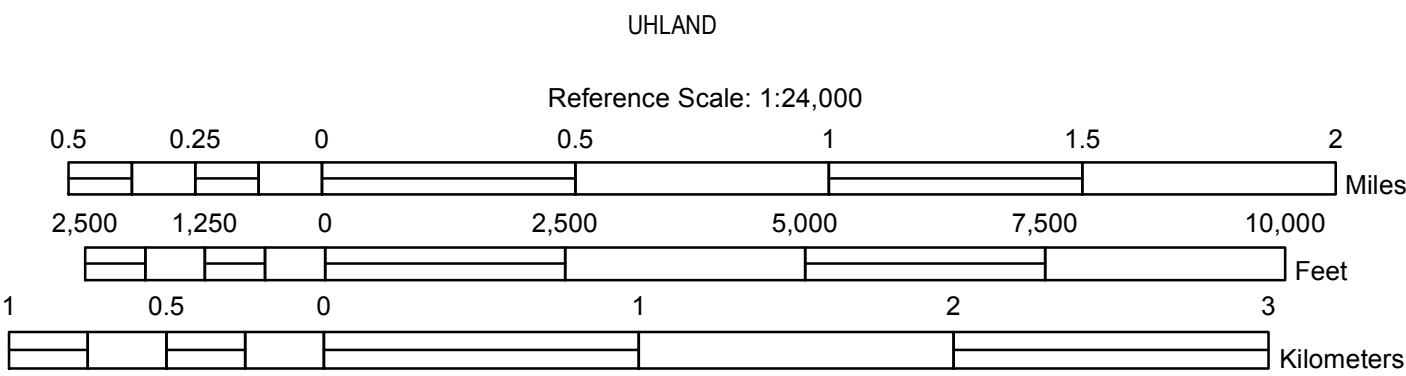 UHLAND
Reference Scale: 1:24,000
0.5 0.25 0 0.5 1 1.5 2
Miles
2,500 1,250 0 2,500 5,000 7,500 10,000
Feet
1 0.5 0 1 2 3
Kilometers